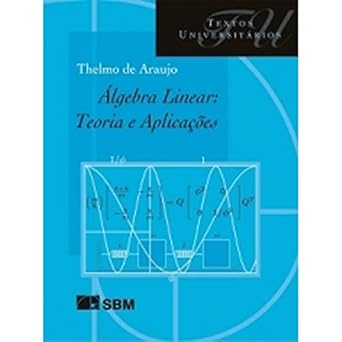 TEXTOS
UNIVERSITÁRIOS
Thelmo de Araujo
Álgebra Linear:
Teoria e Aplicações
SBM